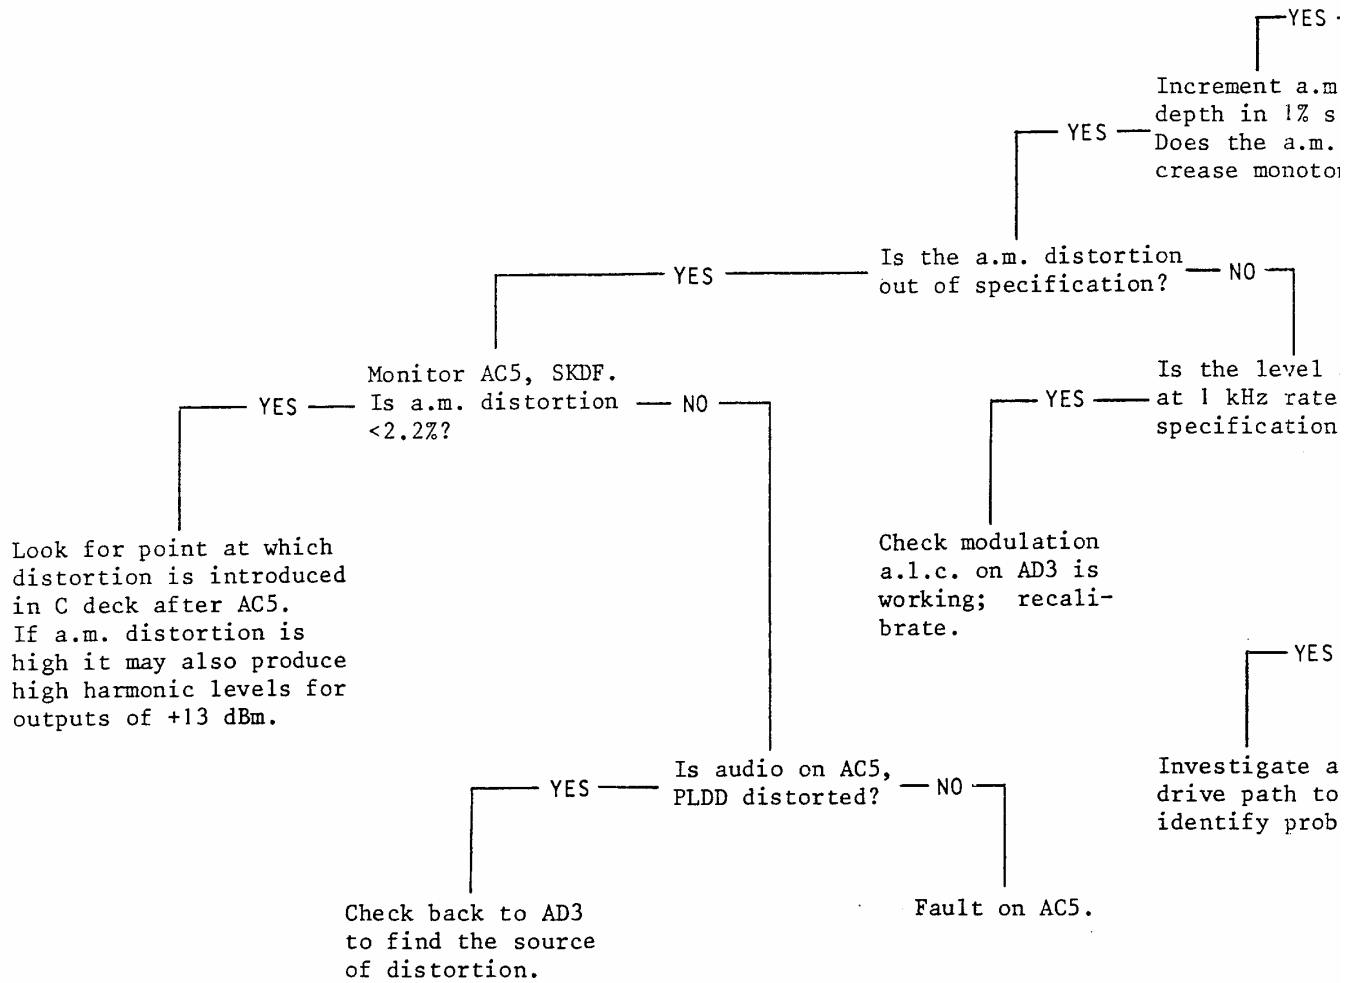 YES
Increment a.m
depth in 1% s
YES
Does the a.m.
crease monoto
Is the a.m. distortion
out of specification?
YES
NO
Monitor AC5, SKDF.
Is a.m. distortion
<2.2%?
YES
NO
Is the level
at 1 kHz rate
specification
YES
Look for point at which
distortion is introduced
in C deck after AC5.
If a.m. distortion is
high it may also produce
high harmonic levels for
outputs of +13 dBm.
Check modulation
a.l.c. on AD3 is
working; recali-
brate.
YES
Is audio on AC5,
PLDD distorted?
YES
NO
Investigate a
drive path to
identify prob
Check back to AD3
to find the source
of distortion.
Fault on AC5.